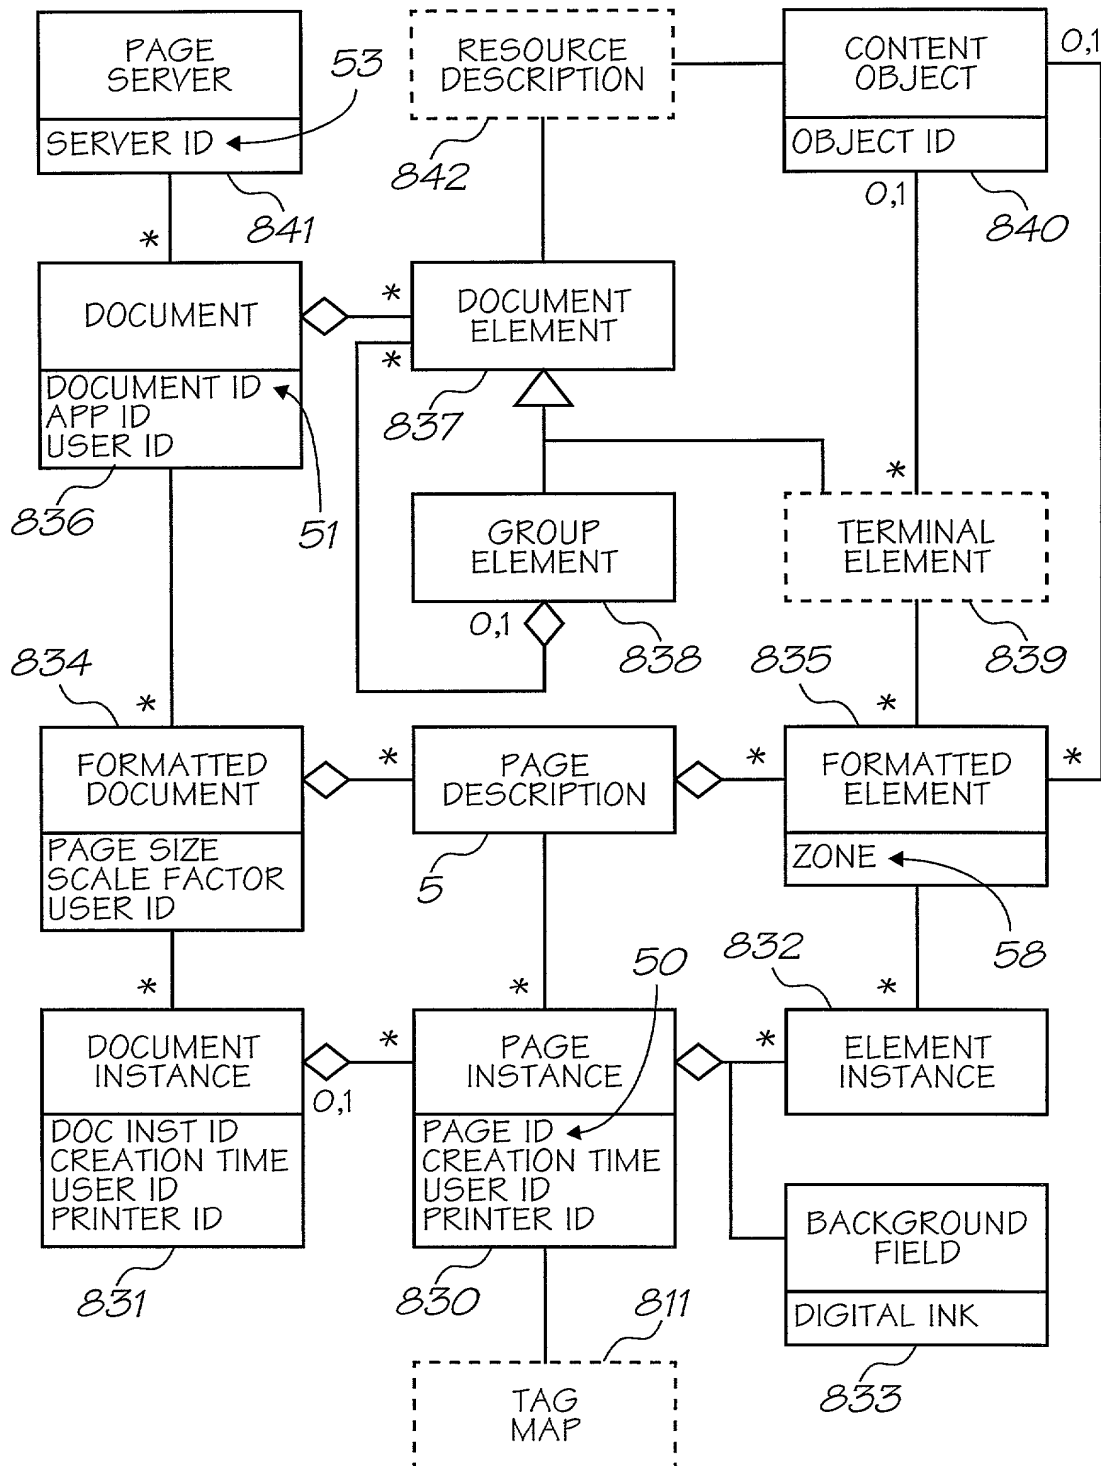 PAGE
SERVER
SERVER ID
53
841
*
RESOURCE
DESCRIPTION
842
CONTENT
OBJECT
OBJECT ID
0,1
0,1
840
DOCUMENT
DOCUMENT ID
APP ID
USER ID
836
51
*
*
DOCUMENT
ELEMENT
837
GROUP
ELEMENT
0,1
838
*
TERMINAL
ELEMENT
839
834
*
FORMATTED
DOCUMENT
PAGE SIZE
SCALE FACTOR
USER ID
*
PAGE
DESCRIPTION
5
*
835
*
FORMATTED
ELEMENT
ZONE
*
58
*
DOCUMENT
INSTANCE
0,1
DOC INST ID
CREATION TIME
USER ID
PRINTER ID
831
*
*
50
PAGE
INSTANCE
PAGE ID
CREATION TIME
USER ID
PRINTER ID
830
832
*
*
ELEMENT
INSTANCE
BACKGROUND
FIELD
DIGITAL INK
833
811
TAG
MAP